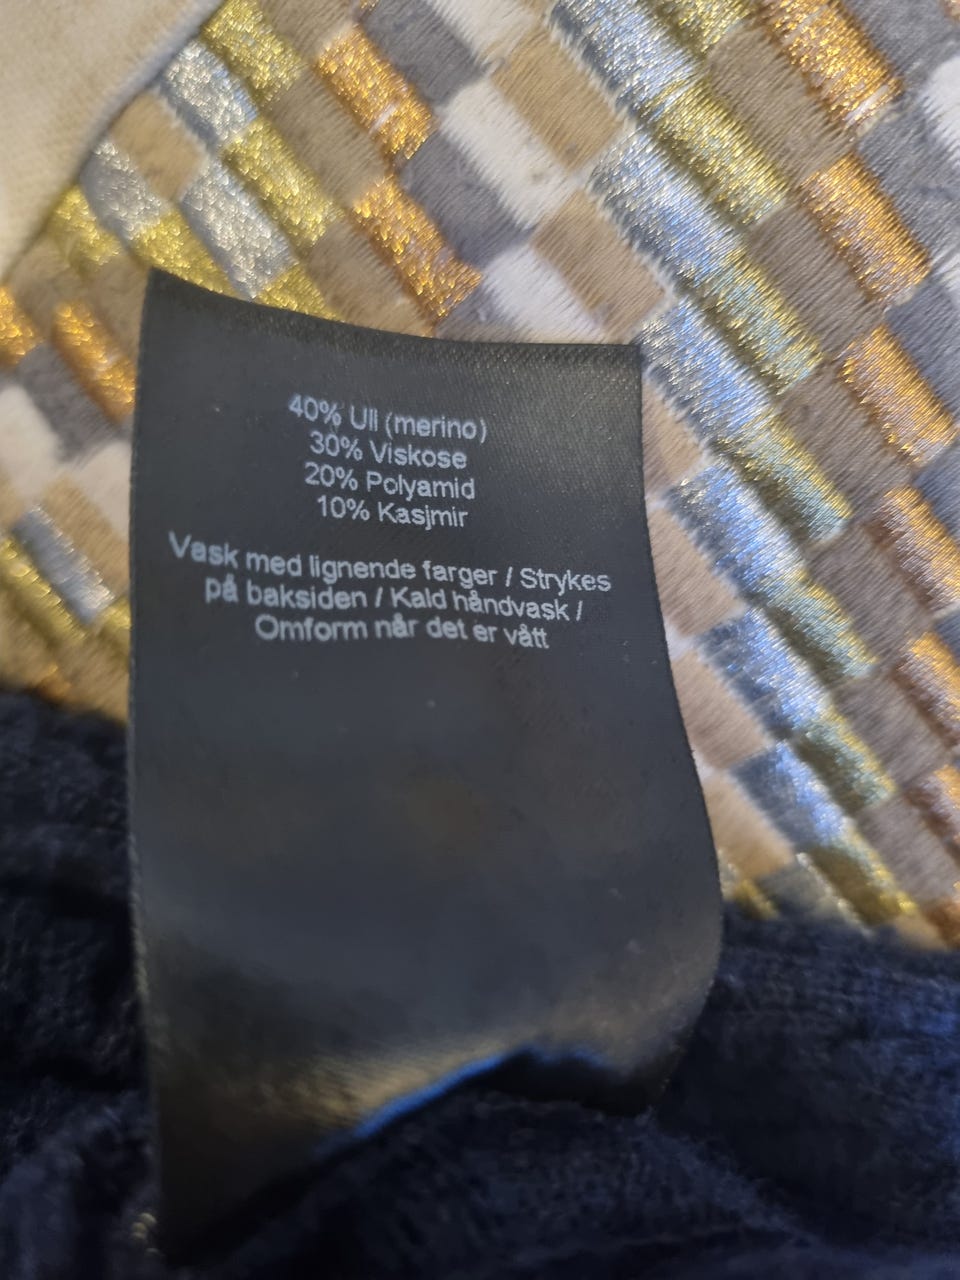 40% Ull (merino)
30% Viskose
20% Polyamid
10% Kasjmir
Vask med lignende farger / Strykes
på baksiden / Kald håndvask /
Omform når det er vått